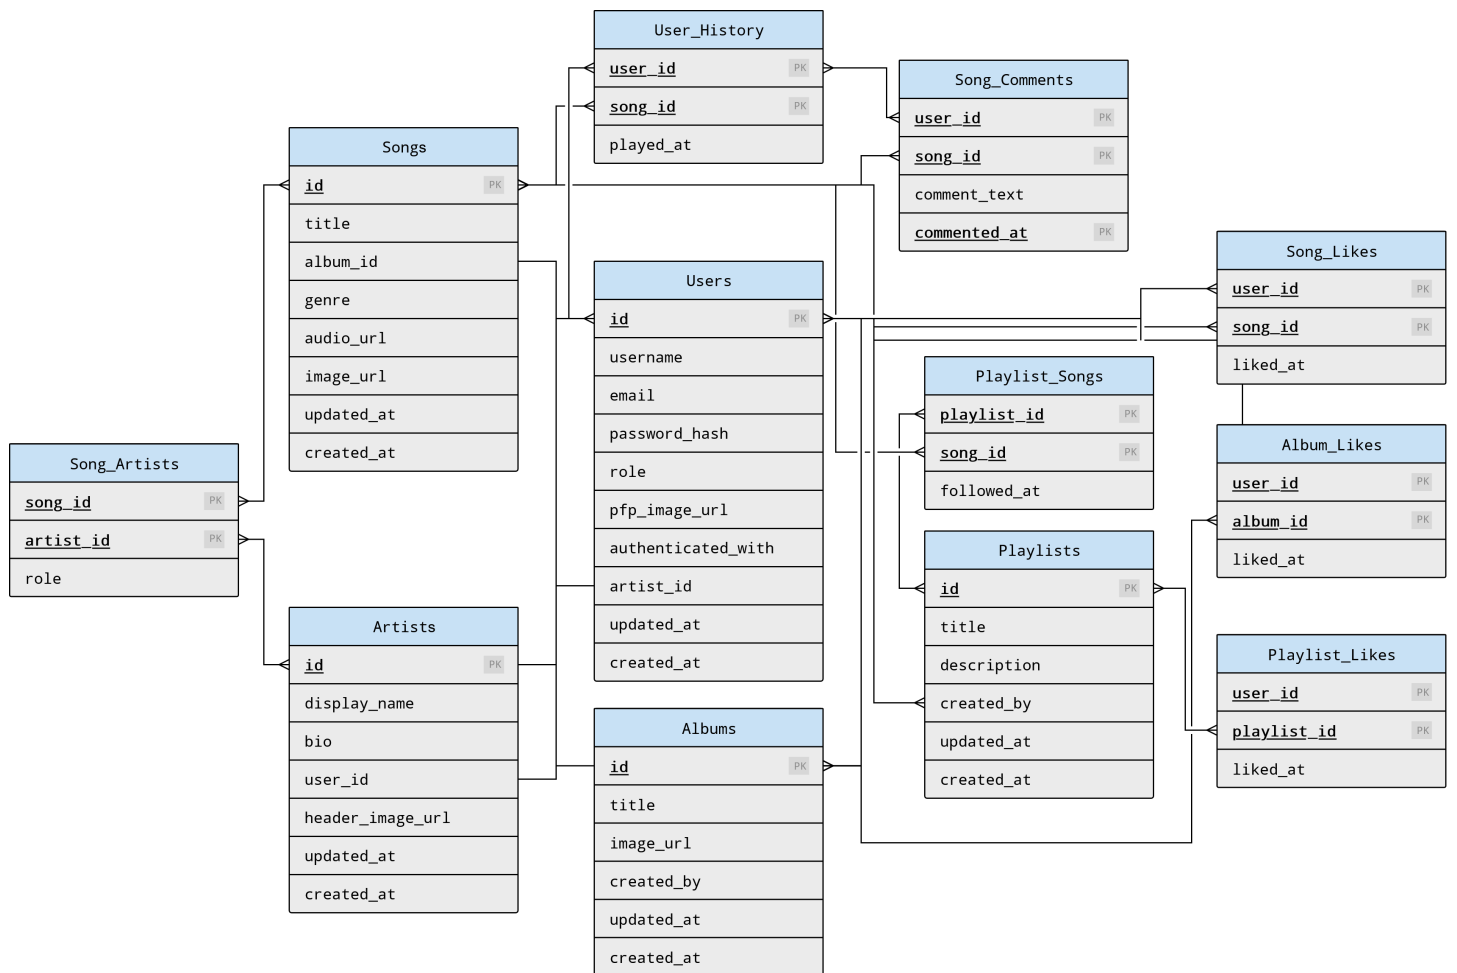 User_History
user_id PK
song_id PK
played_at
Song_Comments
user_id PK
song_id PK
comment_text
commented_at PK
Songs
id PK
title
album_id
genre
audio_url
image_url
updated_at
created_at
Users
id PK
username
email
password_hash
role
pfp_image_url
authenticated_with
artist_id
updated_at
created_at
Song_Likes
user_id PK
song_id PK
liked_at
Playlist_Songs
playlist_id PK
song_id PK
followed_at
Album_Likes
user_id PK
album_id PK
liked_at
Song_Artists
song_id PK
artist_id PK
role
Playlists
id PK
title
description
created_by
updated_at
created_at
Artists
id PK
display_name
bio
user_id
header_image_url
updated_at
created_at
Playlist_Likes
user_id PK
playlist_id PK
liked_at
Albums
id PK
title
image_url
created_by
updated_at
created_at